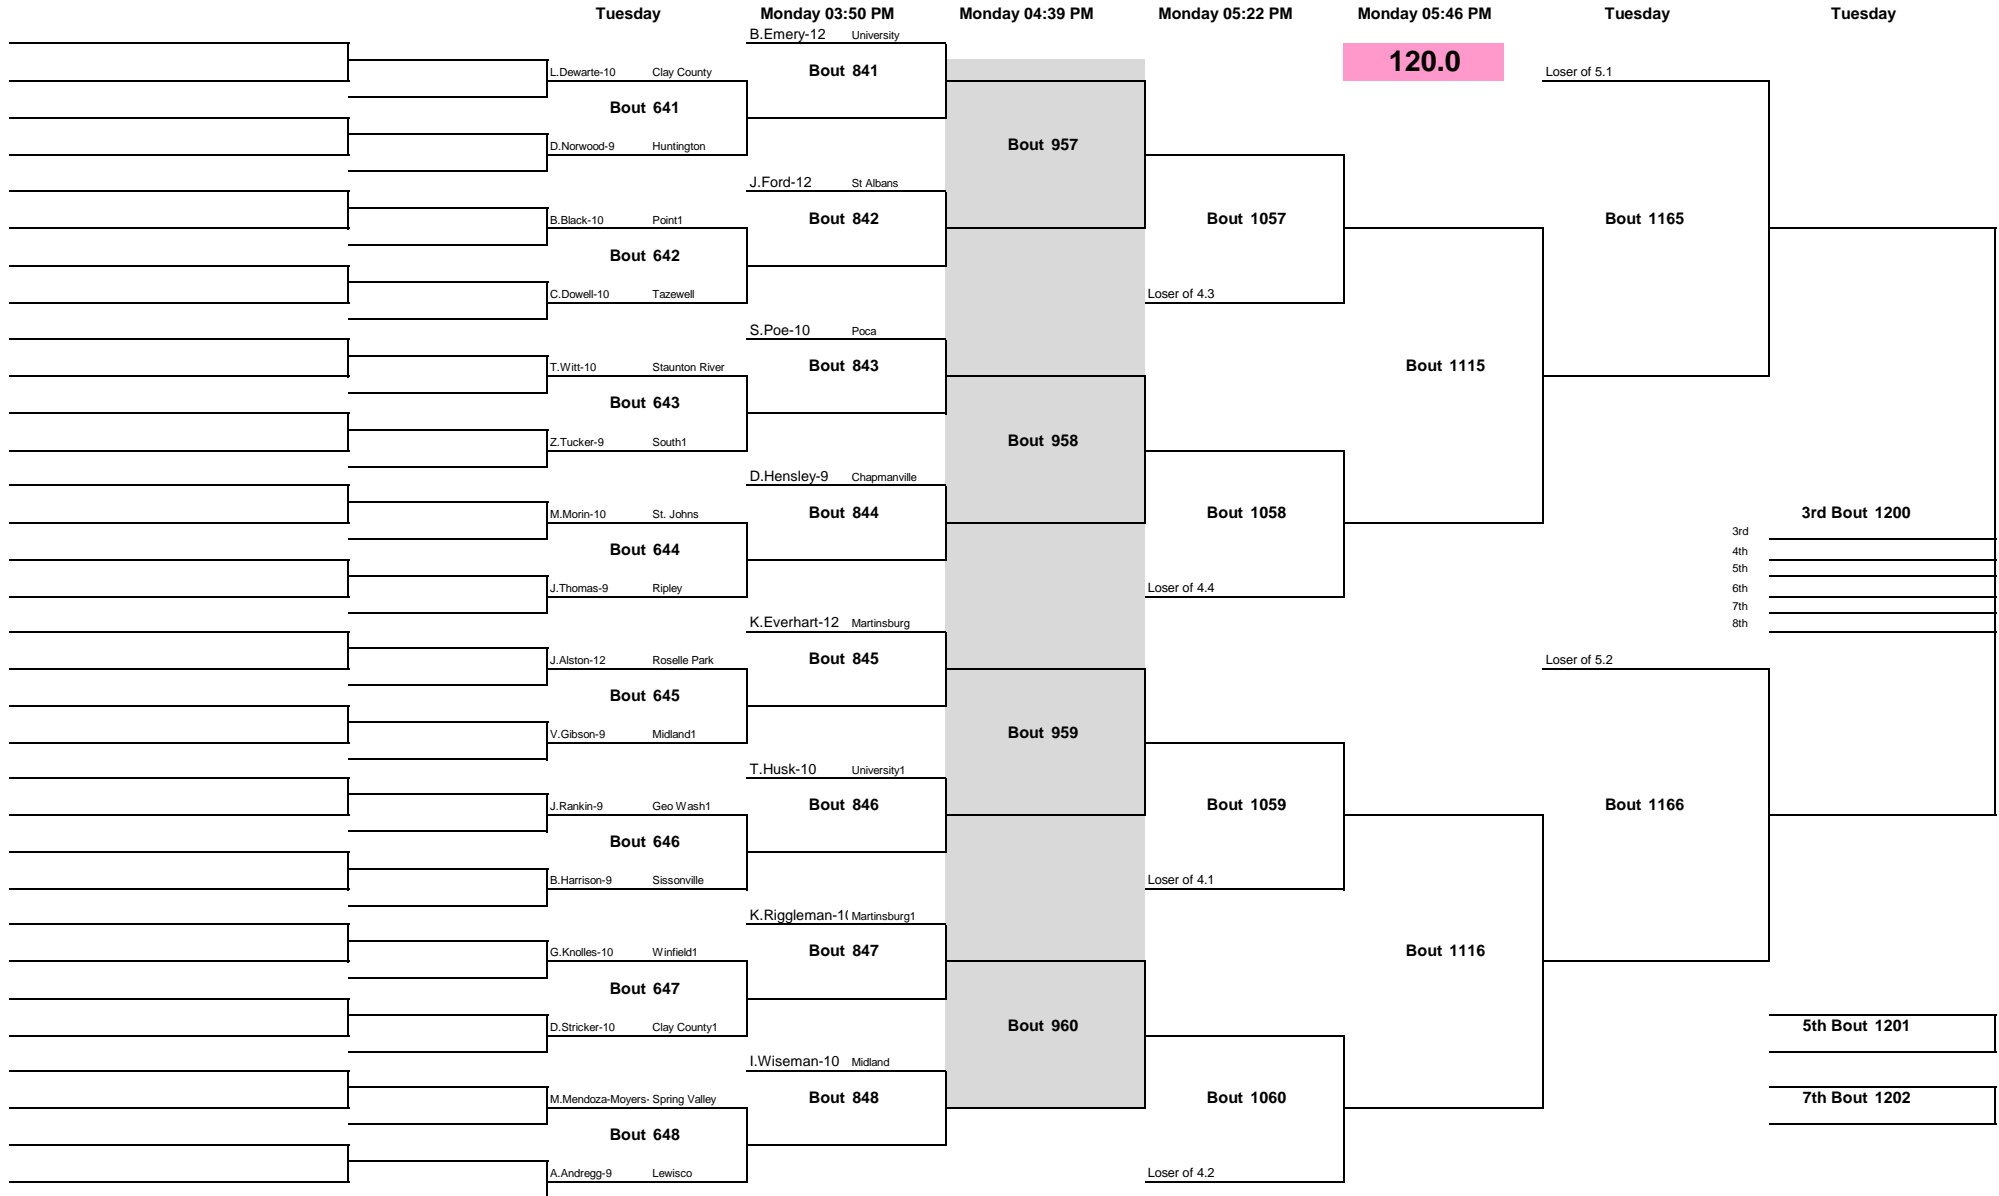 Tuesday Monday 03:50 PM Monday 04:39 PM Monday 05:22 PM Monday 05:46 PM Tuesday Tuesday
B.Emery-12 University
120.0
L.Dewarte-10 Clay County Bout 841 Loser of 5.1
Bout 641
D.Norwood-9 Huntington Bout 957
J.Ford-12 St Albans
B.Black-10 Point1 Bout 842 Bout 1057 Bout 1165
Bout 642
C.Dowell-10 Tazewell Loser of 4.3
S.Poe-10 Poca
T.Witt-10 Staunton River Bout 843 Bout 1115
Bout 643
Z.Tucker-9 South1 Bout 958
D.Hensley-9 Chapmanville
M.Morin-10 St. Johns Bout 844 Bout 1058 3rd Bout 1200
3rd
Bout 644 4th
5th
J.Thomas-9 Ripley Loser of 4.4 6th
7th
K.Everhart-12 Martinsburg 8th
J.Alston-12 Roselle Park Bout 845 Loser of 5.2
Bout 645
V.Gibson-9 Midland1 Bout 959
T.Husk-10 University1
J.Rankin-9 Geo Wash1 Bout 846 Bout 1059 Bout 1166
Bout 646
B.Harrison-9 Sissonville Loser of 4.1
K.Riggleman-1( Martinsburg1
G.Knolles-10 Winfield1 Bout 847 Bout 1116
Bout 647
D.Stricker-10 Clay County1 Bout 960 5th Bout 1201
I.Wiseman-10 Midland
M.Mendoza-Moyers- Spring Valley Bout 848 Bout 1060 7th Bout 1202
Bout 648
A.Andregg-9 Lewisco Loser of 4.2